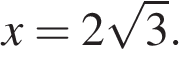 x = 2√3.